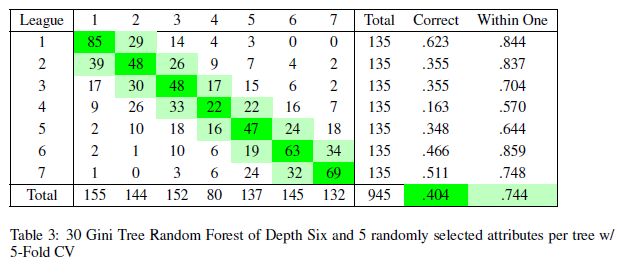 League 1 2 3 4 5 6 7 Total Correct Within One
1 85 29 14 4 3 0 0 135 .623 .844
2 39 48 26 9 7 4 2 135 .355 .837
3 17 30 48 17 15 6 2 135 .355 .704
4 9 26 33 22 22 16 7 135 .163 .570
5 2 10 18 16 47 24 18 135 .348 .644
6 2 1 10 6 19 63 34 135 .466 .859
7 1 0 3 6 24 32 69 135 .511 .748
Total 155 144 152 80 137 145 132 945 .404 .744
Table 3: 30 Gini Tree Random Forest of Depth Six and 5 randomly selected attributes per tree w/
5-Fold CV